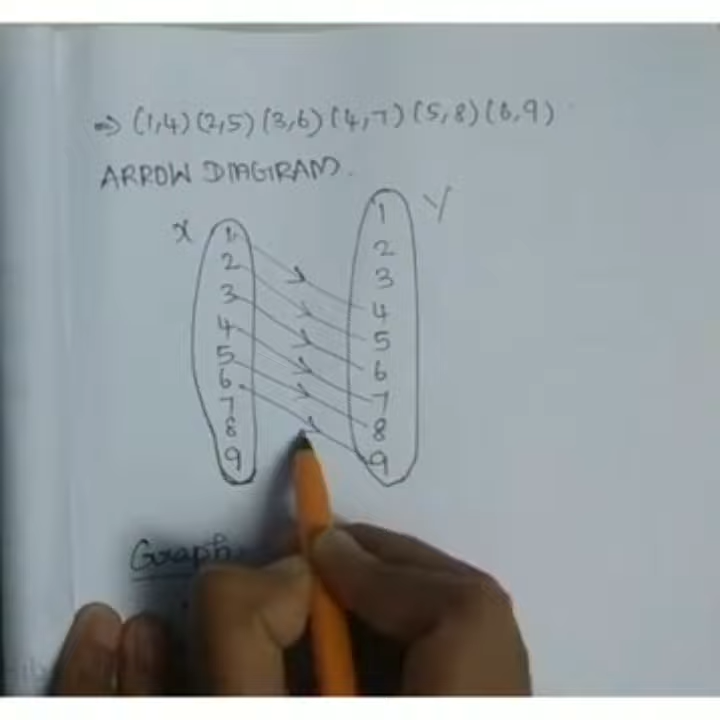 ⇒ (1,4) (2,5) (3,6) (4,7) (5,8) (6,9)
ARROW DIAGRAM.
X Y
1 1
2 2
3 3
4 4
5 5
6 6
7 7
8 8
9 9
Graph